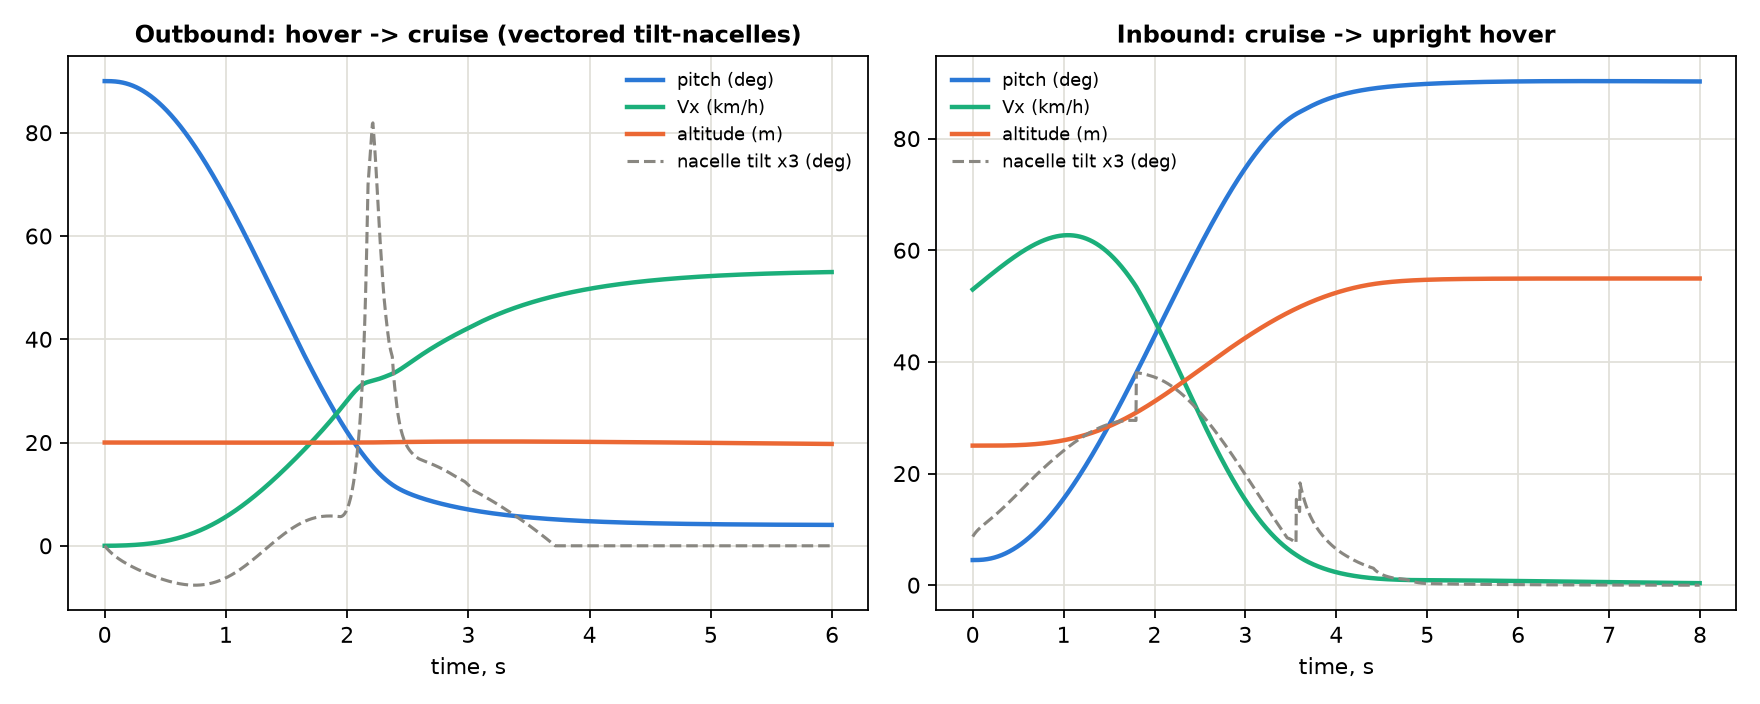 Outbound: hover -> cruise (vectored tilt-nacelles)
pitch (deg)
Vx (km/h)
altitude (m)
nacelle tilt x3 (deg)
80
60
40
20
0
0 1 2 3 4 5 6
time, s
Inbound: cruise -> upright hover
pitch (deg)
Vx (km/h)
altitude (m)
nacelle tilt x3 (deg)
80
60
40
20
0
0 1 2 3 4 5 6 7 8
time, s